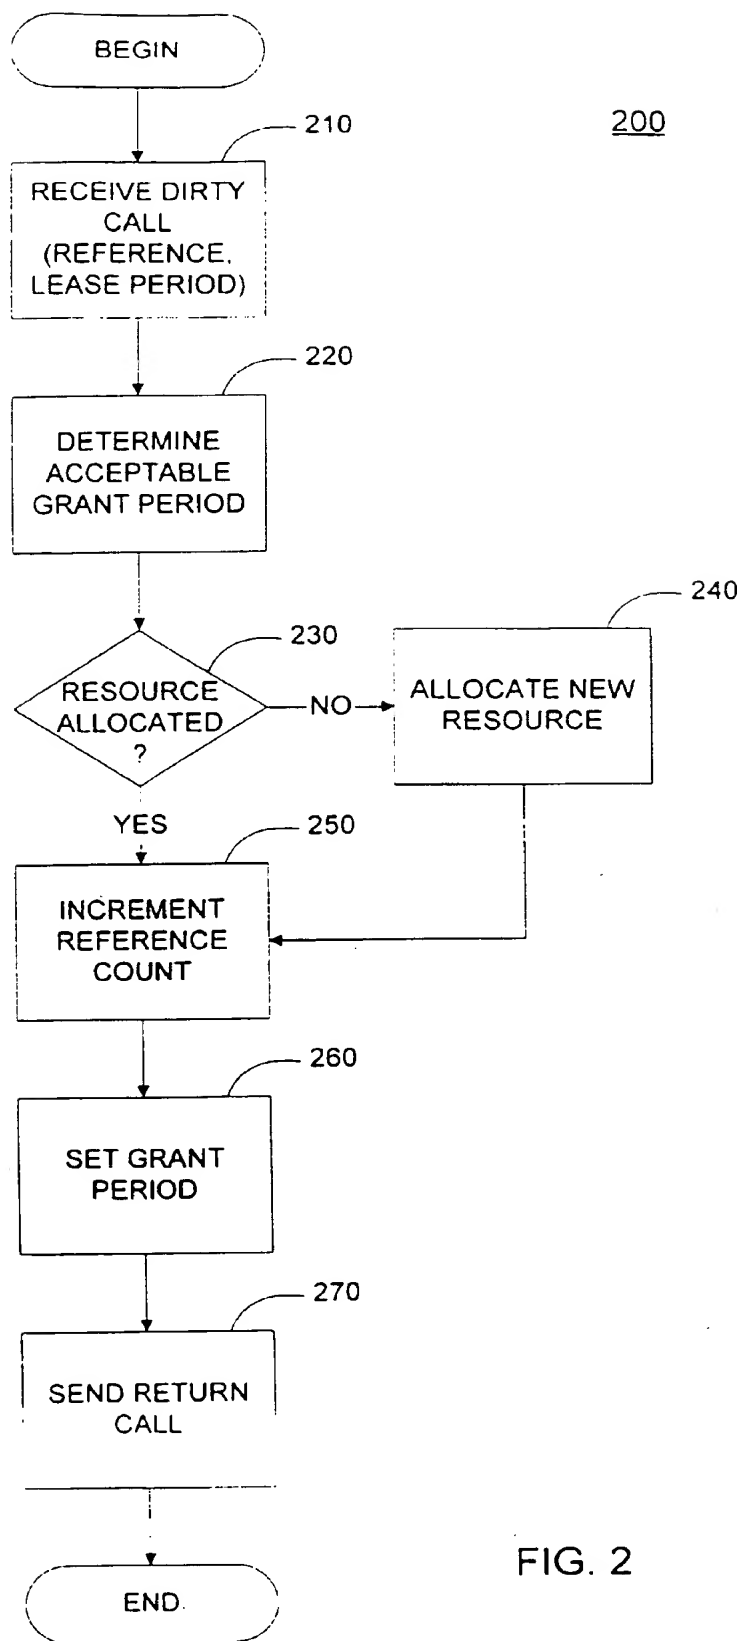 BEGIN
210
200
RECEIVE DIRTY
CALL
(REFERENCE,
LEASE PERIOD)
220
DETERMINE
ACCEPTABLE
GRANT PERIOD
230
240
RESOURCE
ALLOCATED
?
NO
ALLOCATE NEW
RESOURCE
YES
250
INCREMENT
REFERENCE
COUNT
260
SET GRANT
PERIOD
270
SEND RETURN
CALL
FIG. 2
END